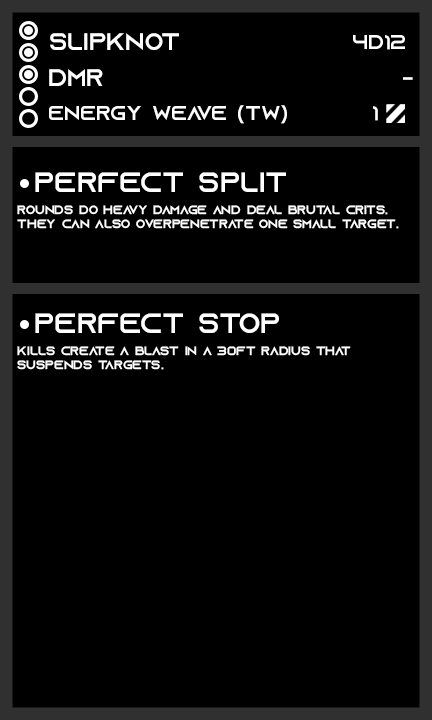 SLIPKNOT 4D12
DMR -
ENERGY WEAVE (TW) 1
•PERFECT SPLIT
ROUNDS DO HEAVY DAMAGE AND DEAL BRUTAL CRITS.
THEY CAN ALSO OVERPENETRATE ONE SMALL TARGET.
•PERFECT STOP
KILLS CREATE A BLAST IN A 30FT RADIUS THAT
SUSPENDS TARGETS.